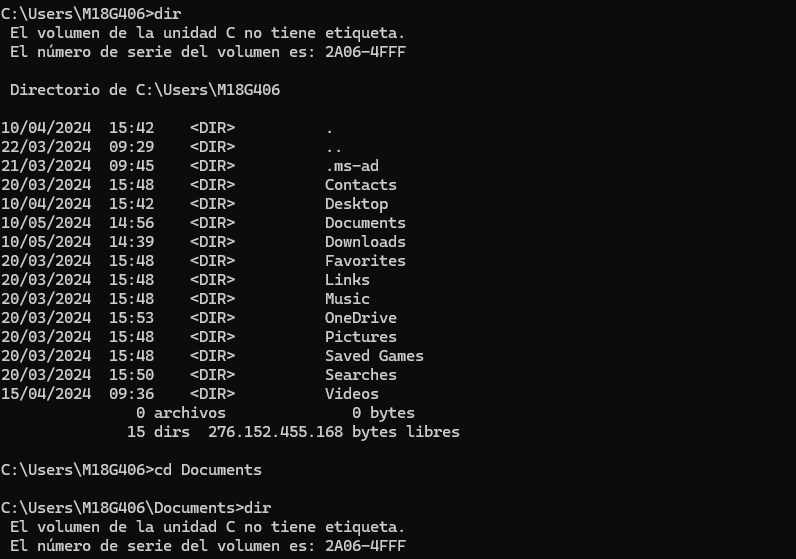 C:\Users\M18G406>dir
 El volumen de la unidad C no tiene etiqueta.
 El número de serie del volumen es: 2A06-4FFF

 Directorio de C:\Users\M18G406

10/04/2024  15:42    <DIR>          .
22/03/2024  09:29    <DIR>          ..
21/03/2024  09:45    <DIR>          .ms-ad
20/03/2024  15:48    <DIR>          Contacts
10/04/2024  15:42    <DIR>          Desktop
10/05/2024  14:56    <DIR>          Documents
10/05/2024  14:39    <DIR>          Downloads
20/03/2024  15:48    <DIR>          Favorites
20/03/2024  15:48    <DIR>          Links
20/03/2024  15:48    <DIR>          Music
20/03/2024  15:53    <DIR>          OneDrive
20/03/2024  15:48    <DIR>          Pictures
20/03/2024  15:48    <DIR>          Saved Games
20/03/2024  15:50    <DIR>          Searches
15/04/2024  09:36    <DIR>          Videos
               0 archivos              0 bytes
              15 dirs  276.152.455.168 bytes libres

C:\Users\M18G406>cd Documents

C:\Users\M18G406\Documents>dir
 El volumen de la unidad C no tiene etiqueta.
 El número de serie del volumen es: 2A06-4FFF